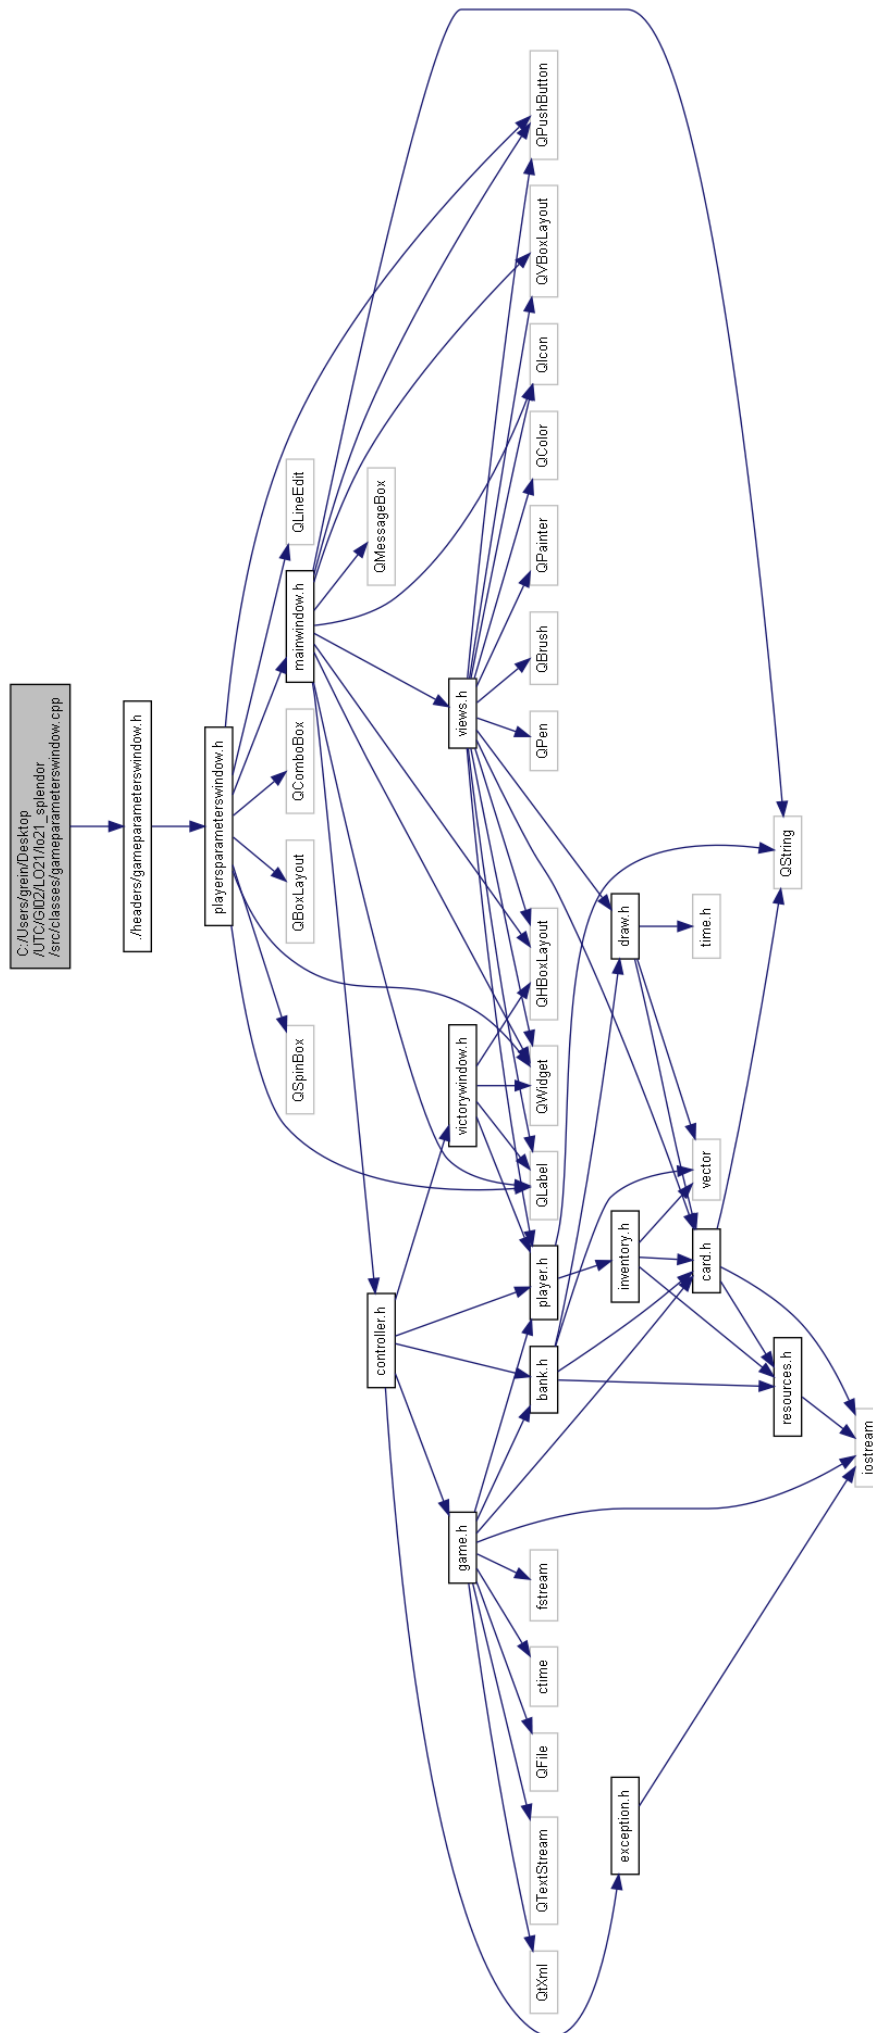 C:/Users/grein/Desktop
/UTC/GI02/LO21/lo21_splendor
/src/classes/gameparameterswindow.cpp
./headers/gameparameterswindow.h
playersparameterswindow.h
QLineEdit
mainwindow.h
QComboBox
QBoxLayout
QSpinBox
QMessageBox
controller.h
views.h
victorywindow.h
game.h
QPushButton
QVBoxLayout
QIcon
QColor
QPainter
QBrush
QPen
QHBoxLayout
QWidget
QLabel
player.h
bank.h
fstream
ctime
QFile
QTextStream
QtXml
draw.h
inventory.h
exception.h
time.h
vector
card.h
QString
resources.h
iostream